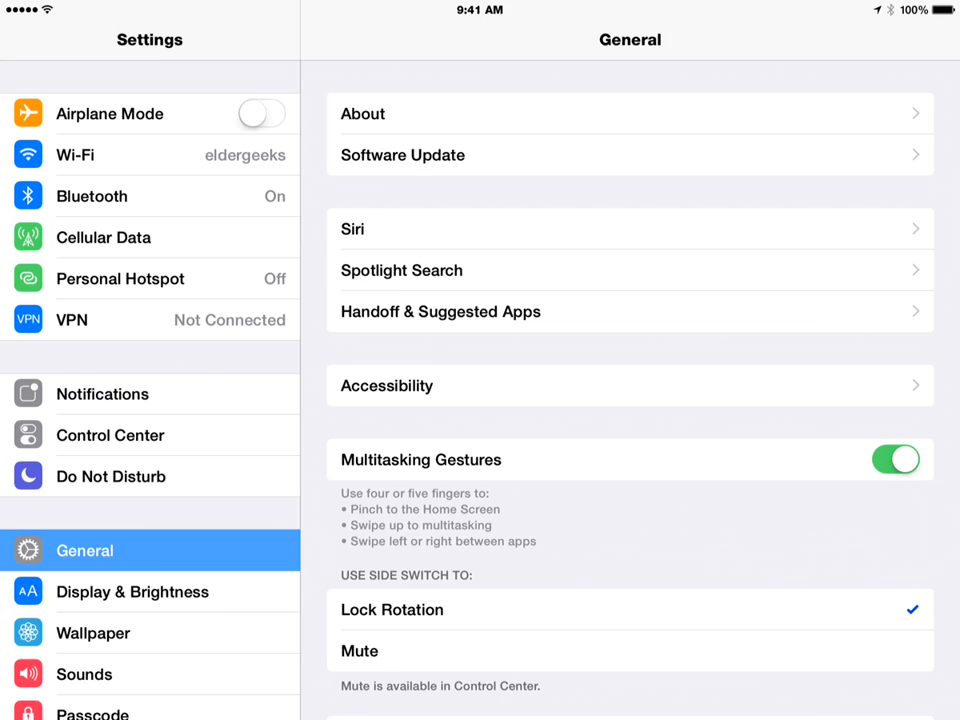 9:41 AM
100%
Settings
General
Airplane Mode
Wi-Fi
eldergeeks
Bluetooth
On
Cellular Data
Personal Hotspot
Off
VPN
VPN
Not Connected
Notifications
Control Center
Do Not Disturb
General
AA
Display & Brightness
Wallpaper
Sounds
Passcode
About
Software Update
Siri
Spotlight Search
Handoff & Suggested Apps
Accessibility
Multitasking Gestures
Use four or five fingers to:
• Pinch to the Home Screen
• Swipe up to multitasking
• Swipe left or right between apps
USE SIDE SWITCH TO:
Lock Rotation
Mute
Mute is available in Control Center.